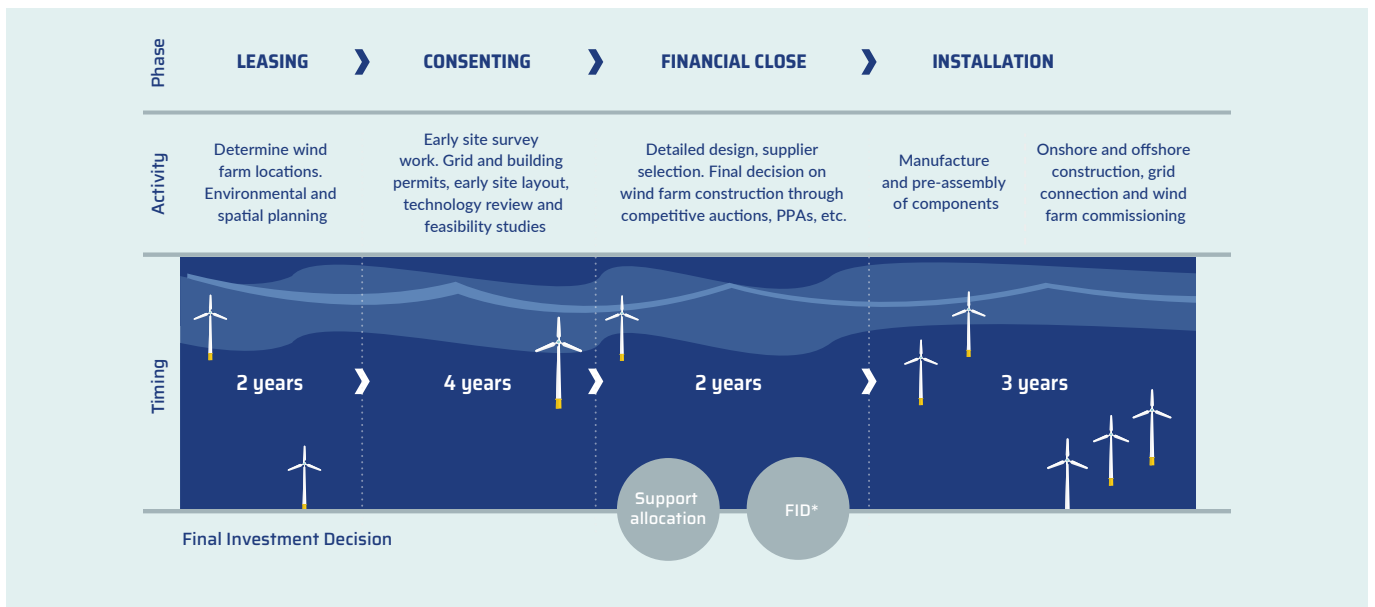 Phase
LEASING
CONSENTING
FINANCIAL CLOSE
INSTALLATION
Activity
Determine wind
farm locations.
Environmental and
spatial planning
Early site survey
work. Grid and building
permits, early site layout,
technology review and
feasibility studies
Detailed design, supplier
selection. Final decision on
wind farm construction through
competitive auctions, PPAs, etc.
Manufacture
and pre-assembly
of components
Onshore and offshore
construction, grid
connection and wind
farm commissioning
Timing
2 years
4 years
2 years
3 years
Support
allocation
FID*
Final Investment Decision